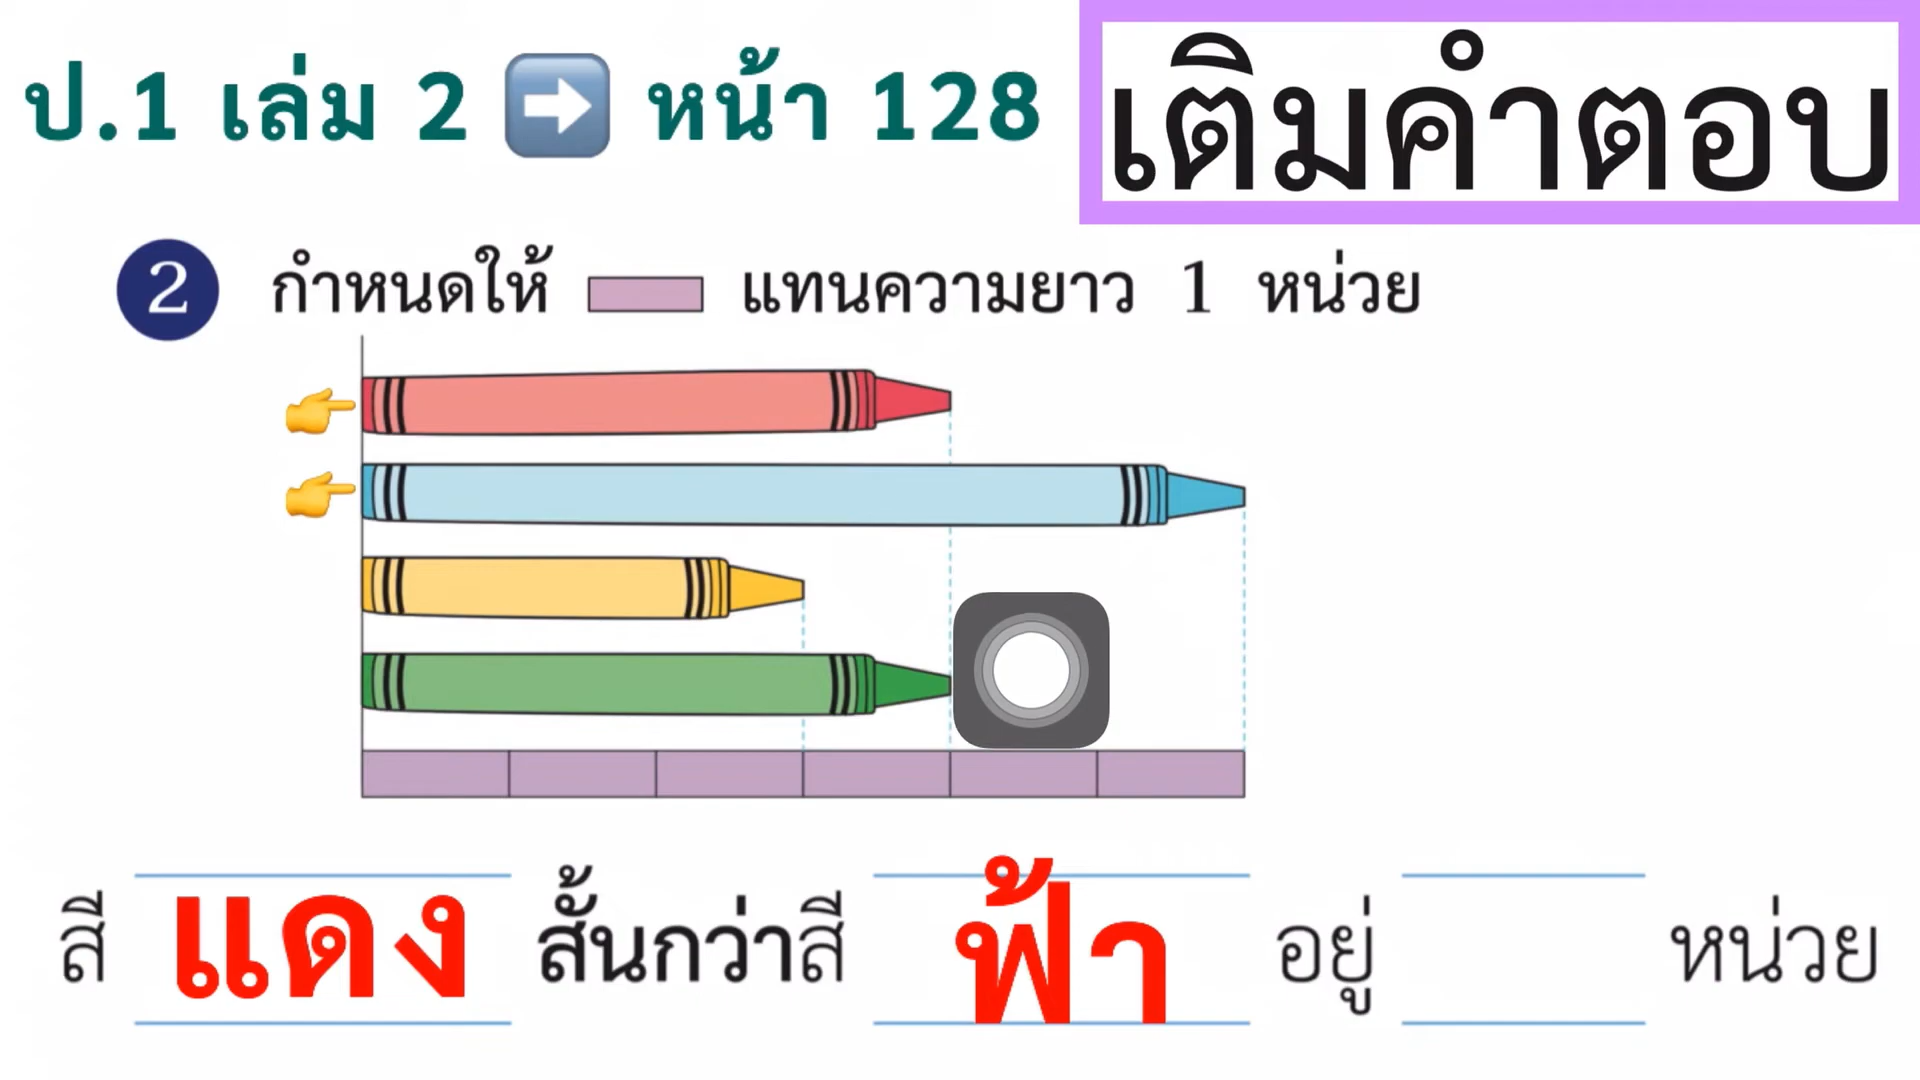 ป.1 เล่ม 2 ➡️ หน้า 128
เติมคำตอบ
2 กำหนดให้ แทนความยาว 1 หน่วย
สี แดง สั้นกว่าสี ฟ้า อยู่ หน่วย